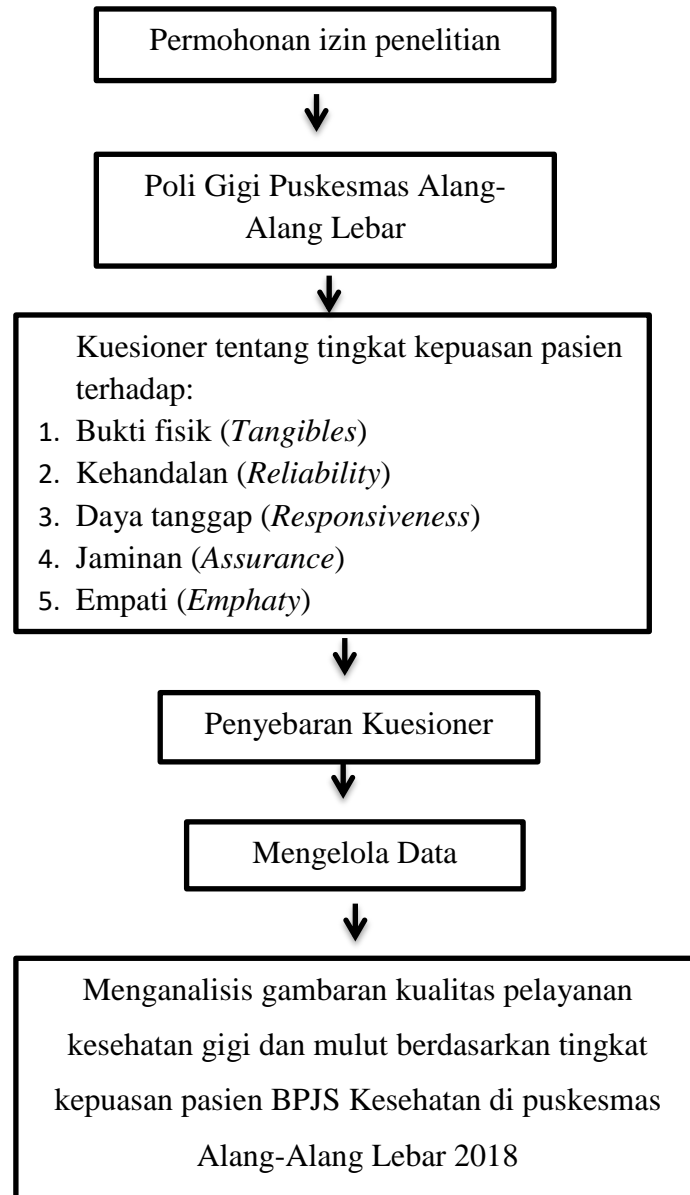 Permohonan izin penelitian
Poli Gigi Puskesmas Alang-
Alang Lebar
Kuesioner tentang tingkat kepuasan pasien
terhadap:
1. Bukti fisik (Tangibles)
2. Kehandalan (Reliability)
3. Daya tanggap (Responsiveness)
4. Jaminan (Assurance)
5. Empati (Emphaty)
Penyebaran Kuesioner
Mengelola Data
Menganalisis gambaran kualitas pelayanan
kesehatan gigi dan mulut berdasarkan tingkat
kepuasan pasien BPJS Kesehatan di puskesmas
Alang-Alang Lebar 2018